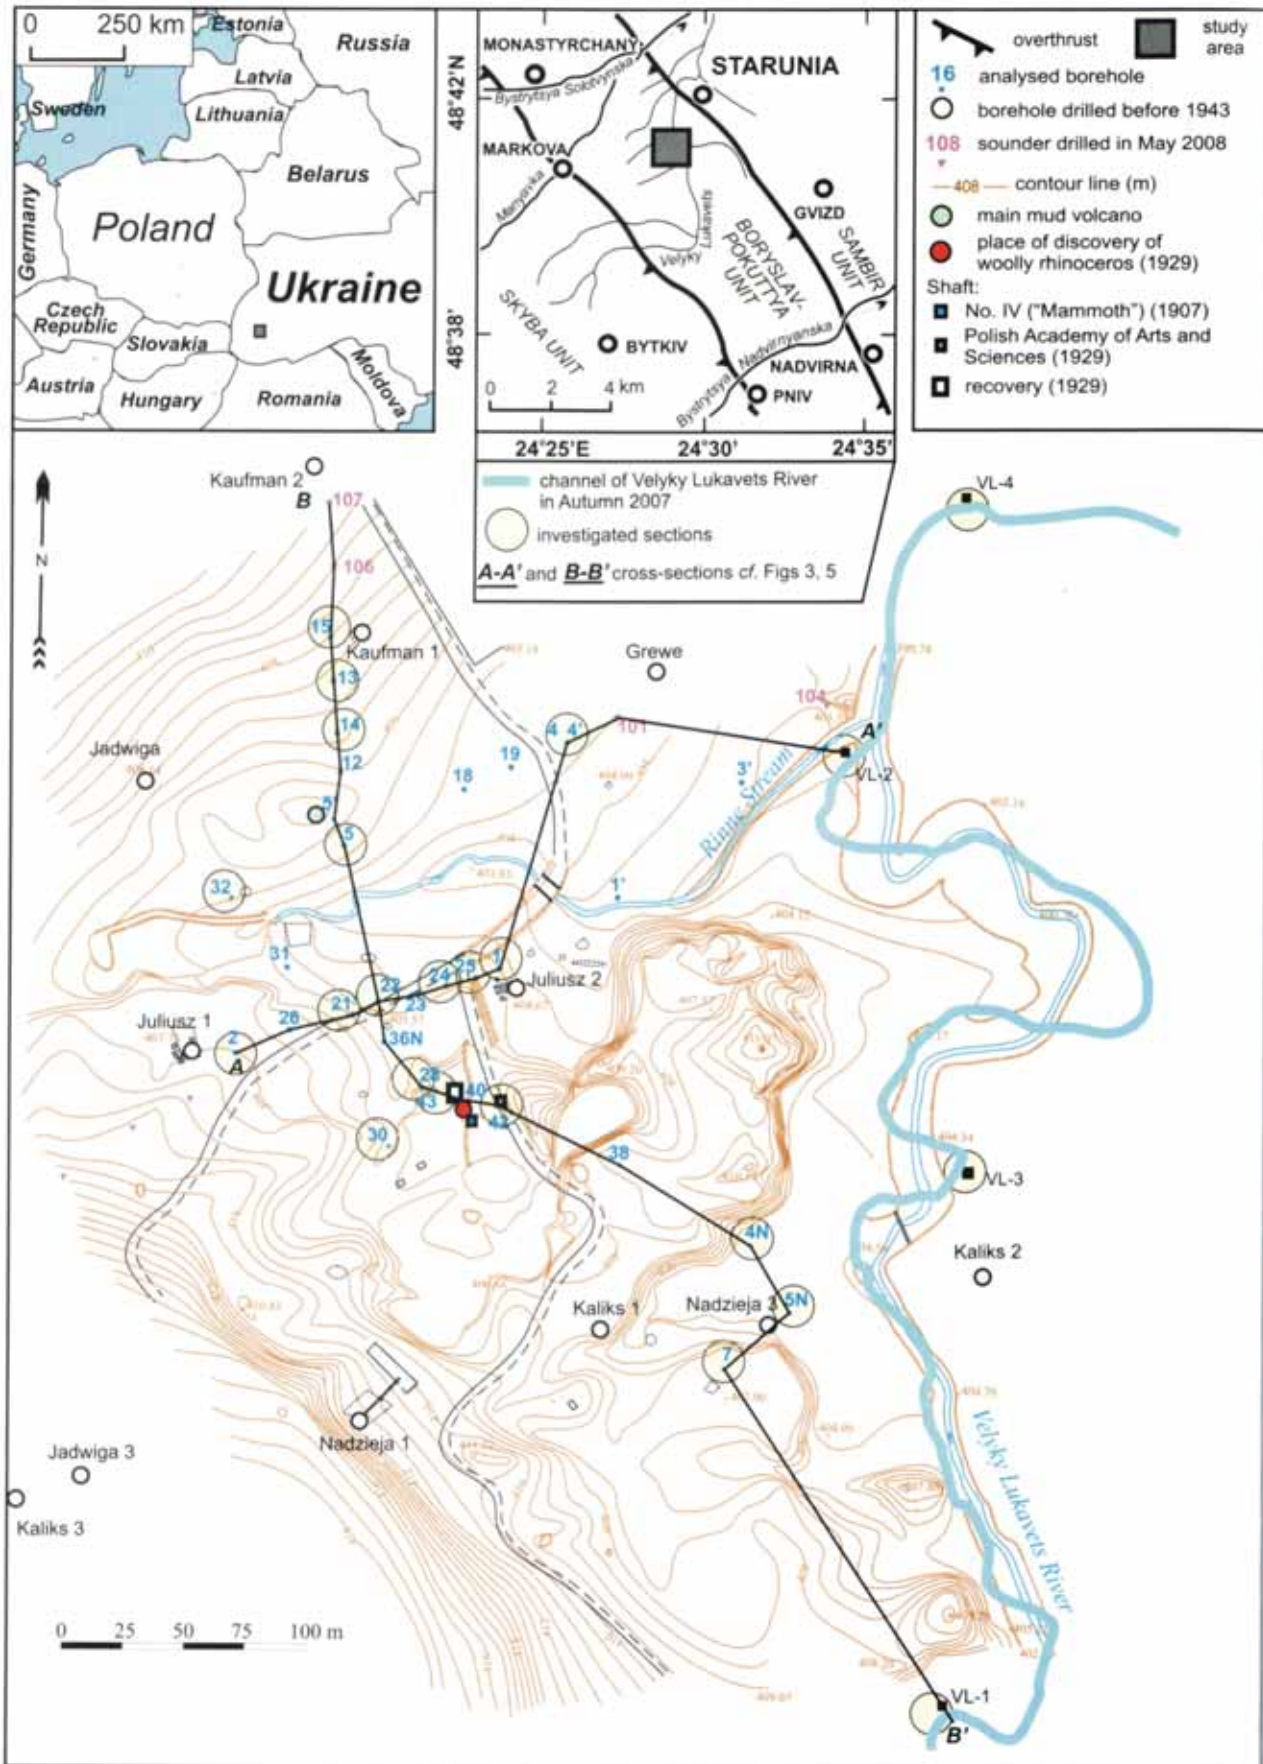 0 250 km
Estonia
Russia
Latvia
Sweden
Lithuania
Belarus
Germany
Poland
Ukraine
Czech
Republic
Slovakia
Austria
Hungary
Romania
Moldova
48°42'N
48°38'
MONASTYRCHANY
STARUNIA
Bystrytsya Solotvynska
MARKOVA
Manyavka
GVIZD
Lukavets
Velyky
BORYSLAV-
POKUTTYA
UNIT
SAMBIR
UNIT
SKYBA UNIT
BYTKIV
Bystrytsya Nadvirnyanska
NADVIRNA
PNIV
0 2 4 km
24°25'E 24°30' 24°35'
overthrust
study
area
16 analysed borehole
borehole drilled before 1943
108 sounder drilled in May 2008
408 contour line (m)
main mud volcano
place of discovery of
woolly rhinoceros (1929)
Shaft:
No. IV ("Mammoth") (1907)
Polish Academy of Arts and
Sciences (1929)
recovery (1929)
channel of Velyky Lukavets River
in Autumn 2007
investigated sections
A-A' and B-B' cross-sections cf. Figs 3, 5
N
Kaufman 2
B 107
VL-4
106
15
Kaufman 1
Grewe
13
104
14
4 4'
101
A'
Jadwiga
12
19
18
3'
VL-2
5'
Rinne Stream
5
32
1'
404.17
31
1
25
24
Juliusz 2
22
23
21
26
Juliusz 1
2
A
36N
28
43
40
42
30
38
VL-3
4N
Kaliks 2
5N
Kaliks 1
Nadzieja 3
7
Nadzieja 1
Jadwiga 3
Kaliks 3
Velyky Lukavets River
0 25 50 75 100 m
VL-1
B'